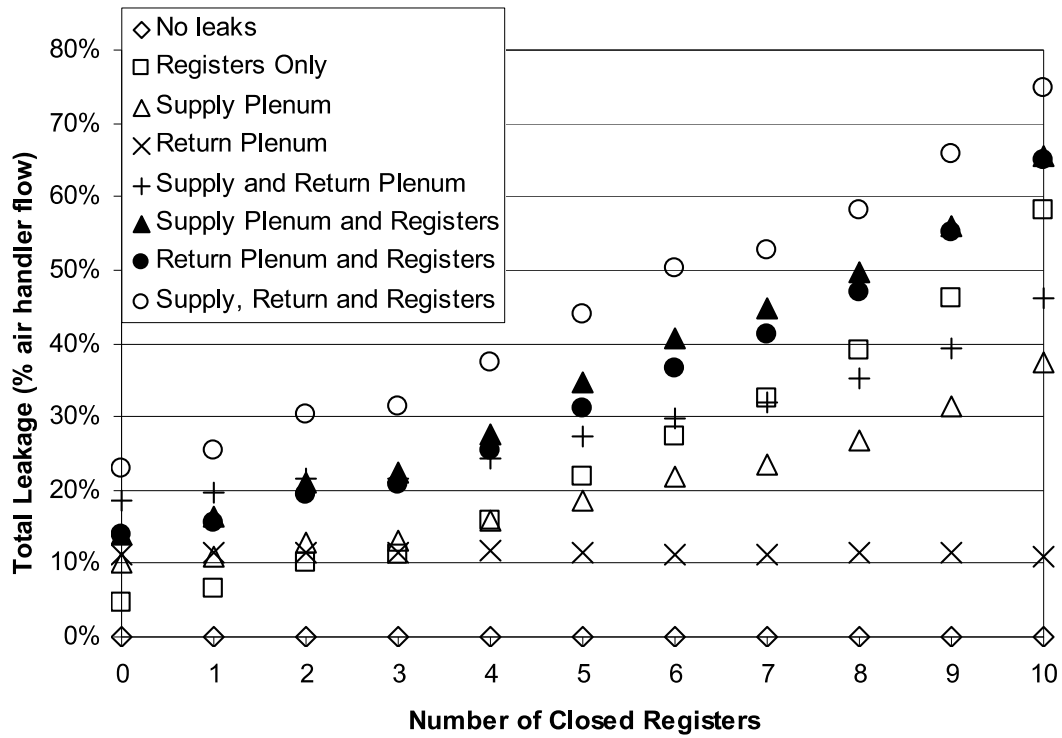 No leaks
Registers Only
Supply Plenum
Return Plenum
Supply and Return Plenum
Supply Plenum and Registers
Return Plenum and Registers
Supply, Return and Registers
Total Leakage (% air handler flow)
80%
70%
60%
50%
40%
30%
20%
10%
0%
0 1 2 3 4 5 6 7 8 9 10
Number of Closed Registers